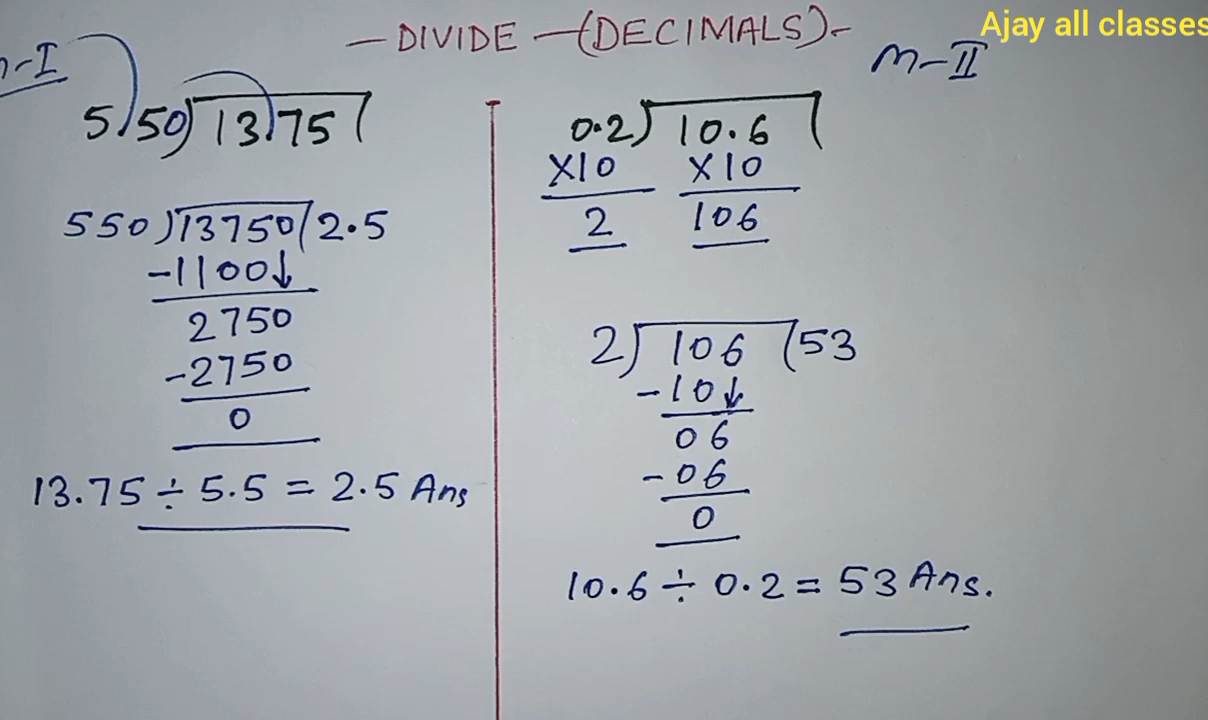 Ajay all classes
— DIVIDE — (DECIMALS) -
M-I
5.50) 13.75 (
550) 13750 (2.5
-1100↓
2750
-2750
0
13.75 ÷ 5.5 = 2.5 Ans
M-II
0.2) 10.6 (
X10 X10
2 106
2) 106 (53
-10↓
06
-06
0
10.6 ÷ 0.2 = 53 Ans.